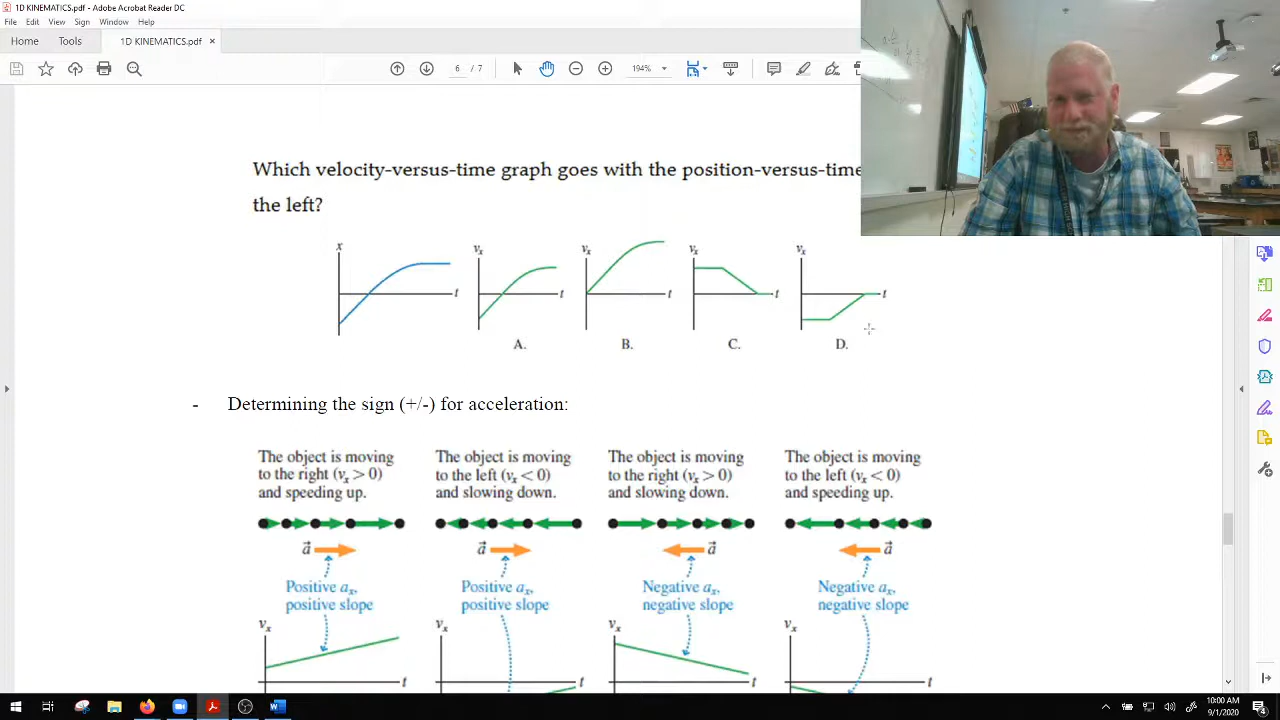 1D KINEMATICS.pdf - Adobe Acrobat Reader DC
File Edit View Sign Window Help
Home Tools 1D KINEMATICS.pdf ×
6 / 7 194%
Which velocity-versus-time graph goes with the position-versus-time
the left?
x vₓ vₓ vₓ vₓ
t t t t t
A. B. C. D.
- Determining the sign (+/-) for acceleration:
The object is moving
to the right (vₓ > 0)
and speeding up.
The object is moving
to the left (vₓ < 0)
and slowing down.
The object is moving
to the right (vₓ > 0)
and slowing down.
The object is moving
to the left (vₓ < 0)
and speeding up.
a⃗ a⃗ a⃗ a⃗
Positive aₓ,
positive slope
Positive aₓ,
positive slope
Negative aₓ,
negative slope
Negative aₓ,
negative slope
vₓ vₓ vₓ vₓ
t t t t
10:00 AM
9/1/2020